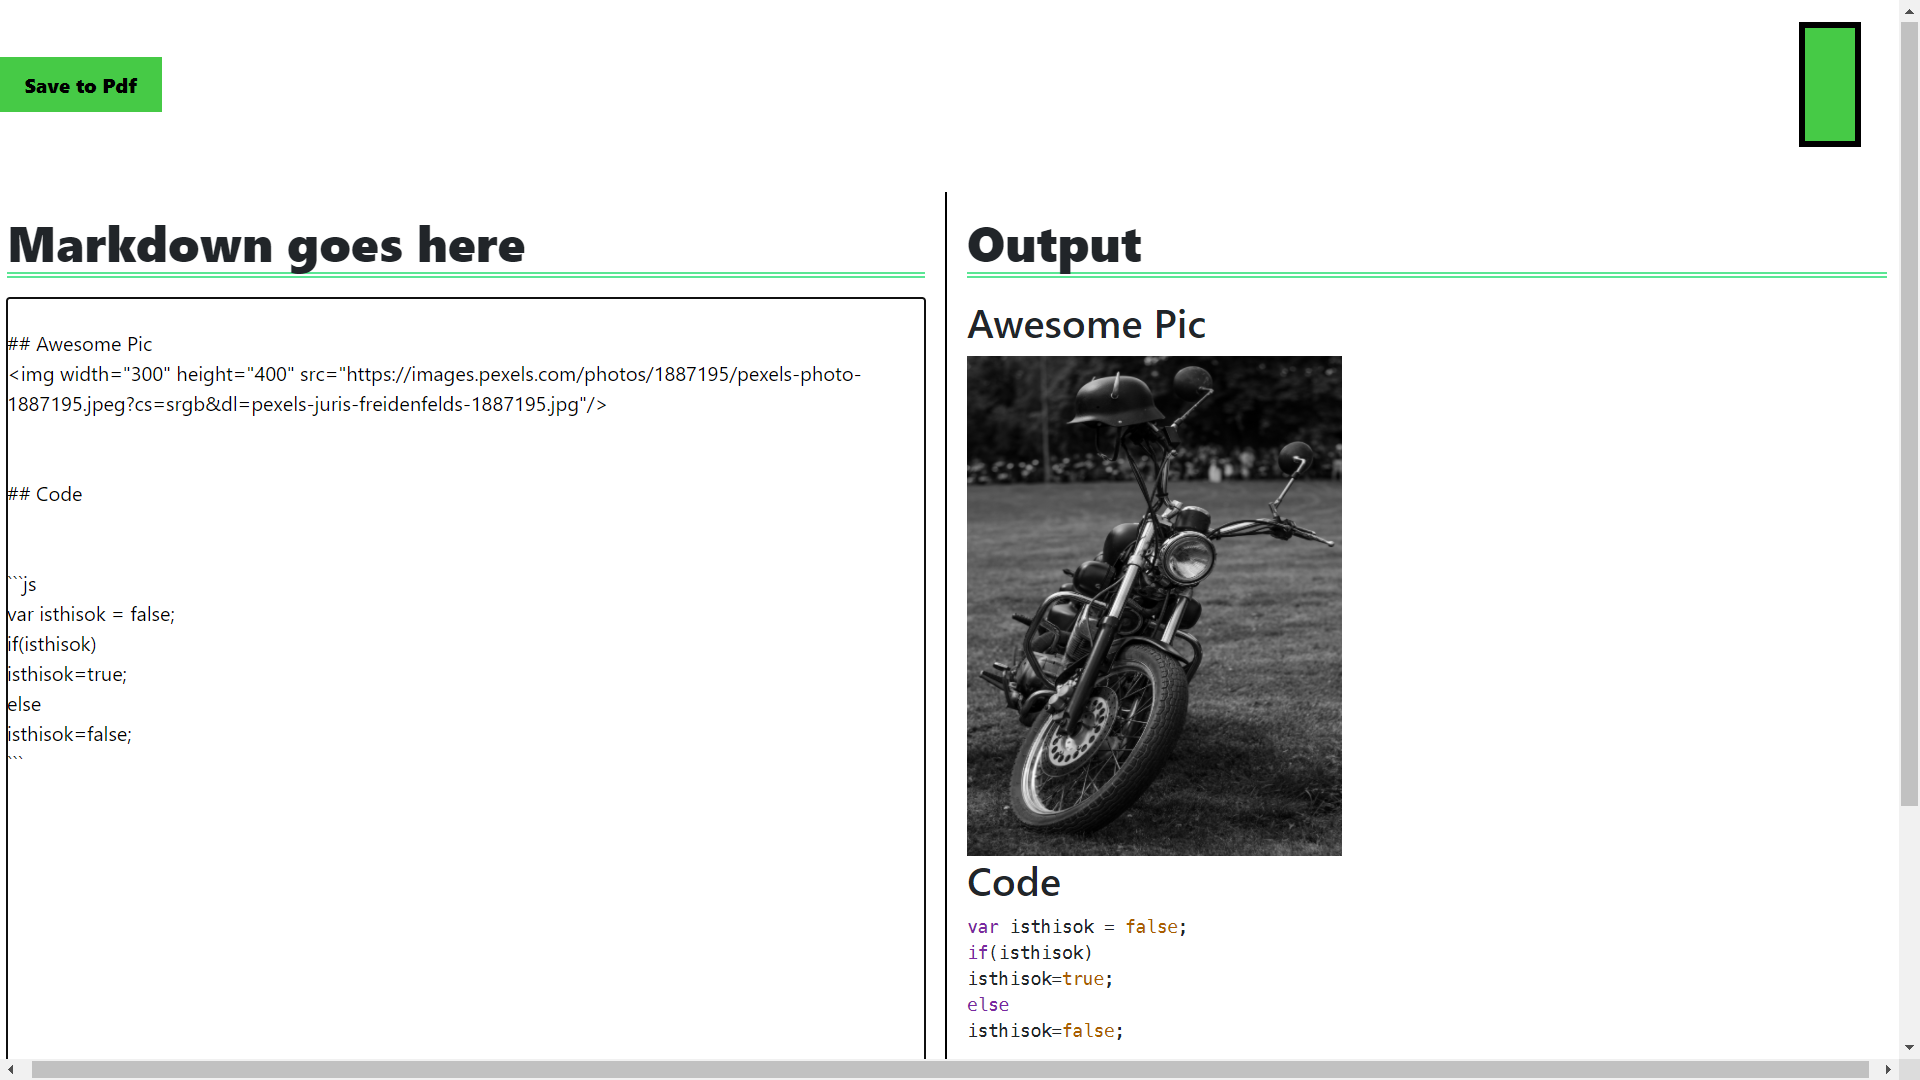 Save to Pdf
Markdown goes here
## Awesome Pic
<img width="300" height="400" src="https://images.pexels.com/photos/1887195/pexels-photo-
1887195.jpeg?cs=srgb&dl=pexels-juris-freidenfelds-1887195.jpg"/>
## Code
```js
var isthisok = false;
if(isthisok)
isthisok=true;
else
isthisok=false;
```
Output
Awesome Pic
Code
var isthisok = false;
if(isthisok)
isthisok=true;
else
isthisok=false;